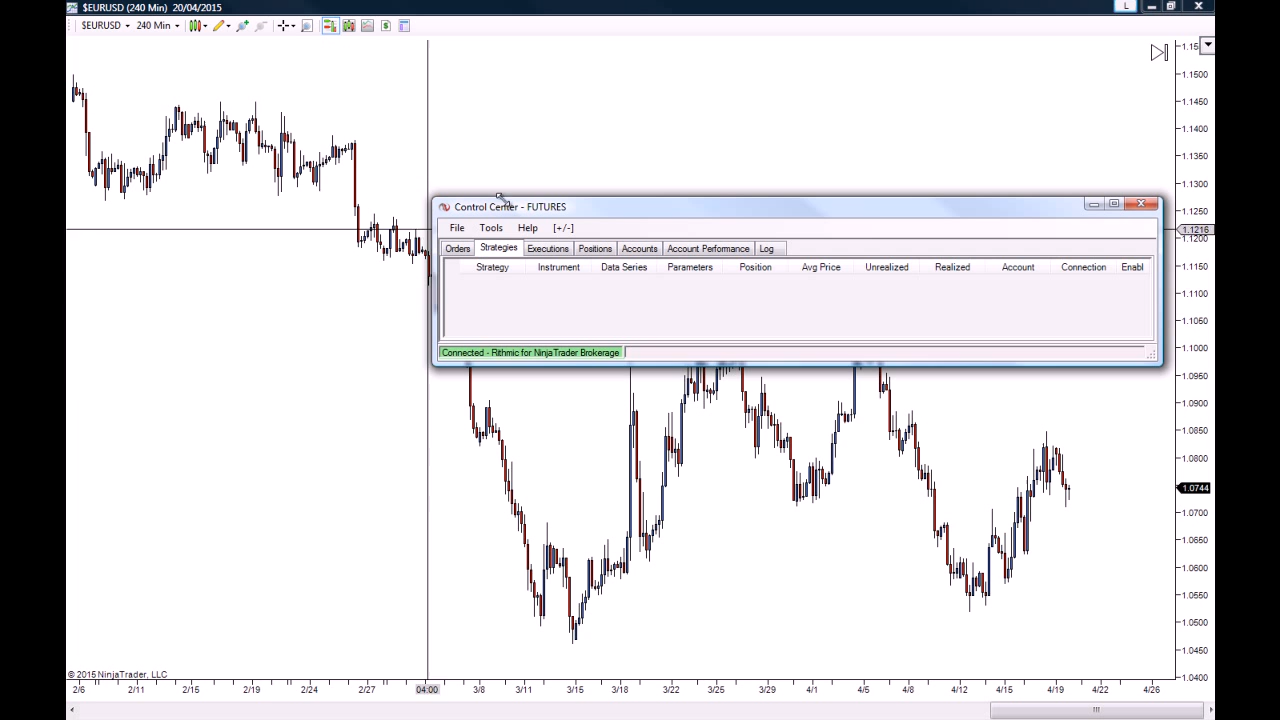 $EURUSD (240 Min)  20/04/2015
L
$EURUSD 240 Min
1.15
1.1500
1.1450
1.1400
1.1350
1.1300
1.1250
1.1216
1.1200
1.1150
1.1100
1.1050
1.1000
1.0950
1.0900
1.0850
1.0800
1.0744
1.0700
1.0650
1.0600
1.0550
1.0500
1.0450
1.0400
Control Center - FUTURES
File Tools Help [+/-]
Orders Strategies Executions Positions Accounts Account Performance Log
Strategy Instrument Data Series Parameters Position Avg Price Unrealized Realized Account Connection Enabl
Connected - Rithmic for NinjaTrader Brokerage
© 2015 NinjaTrader, LLC
2/6 2/11 2/15 2/19 2/24 2/27 04:00 3/8 3/11 3/15 3/18 3/22 3/25 3/29 4/1 4/5 4/8 4/12 4/15 4/19 4/22 4/26